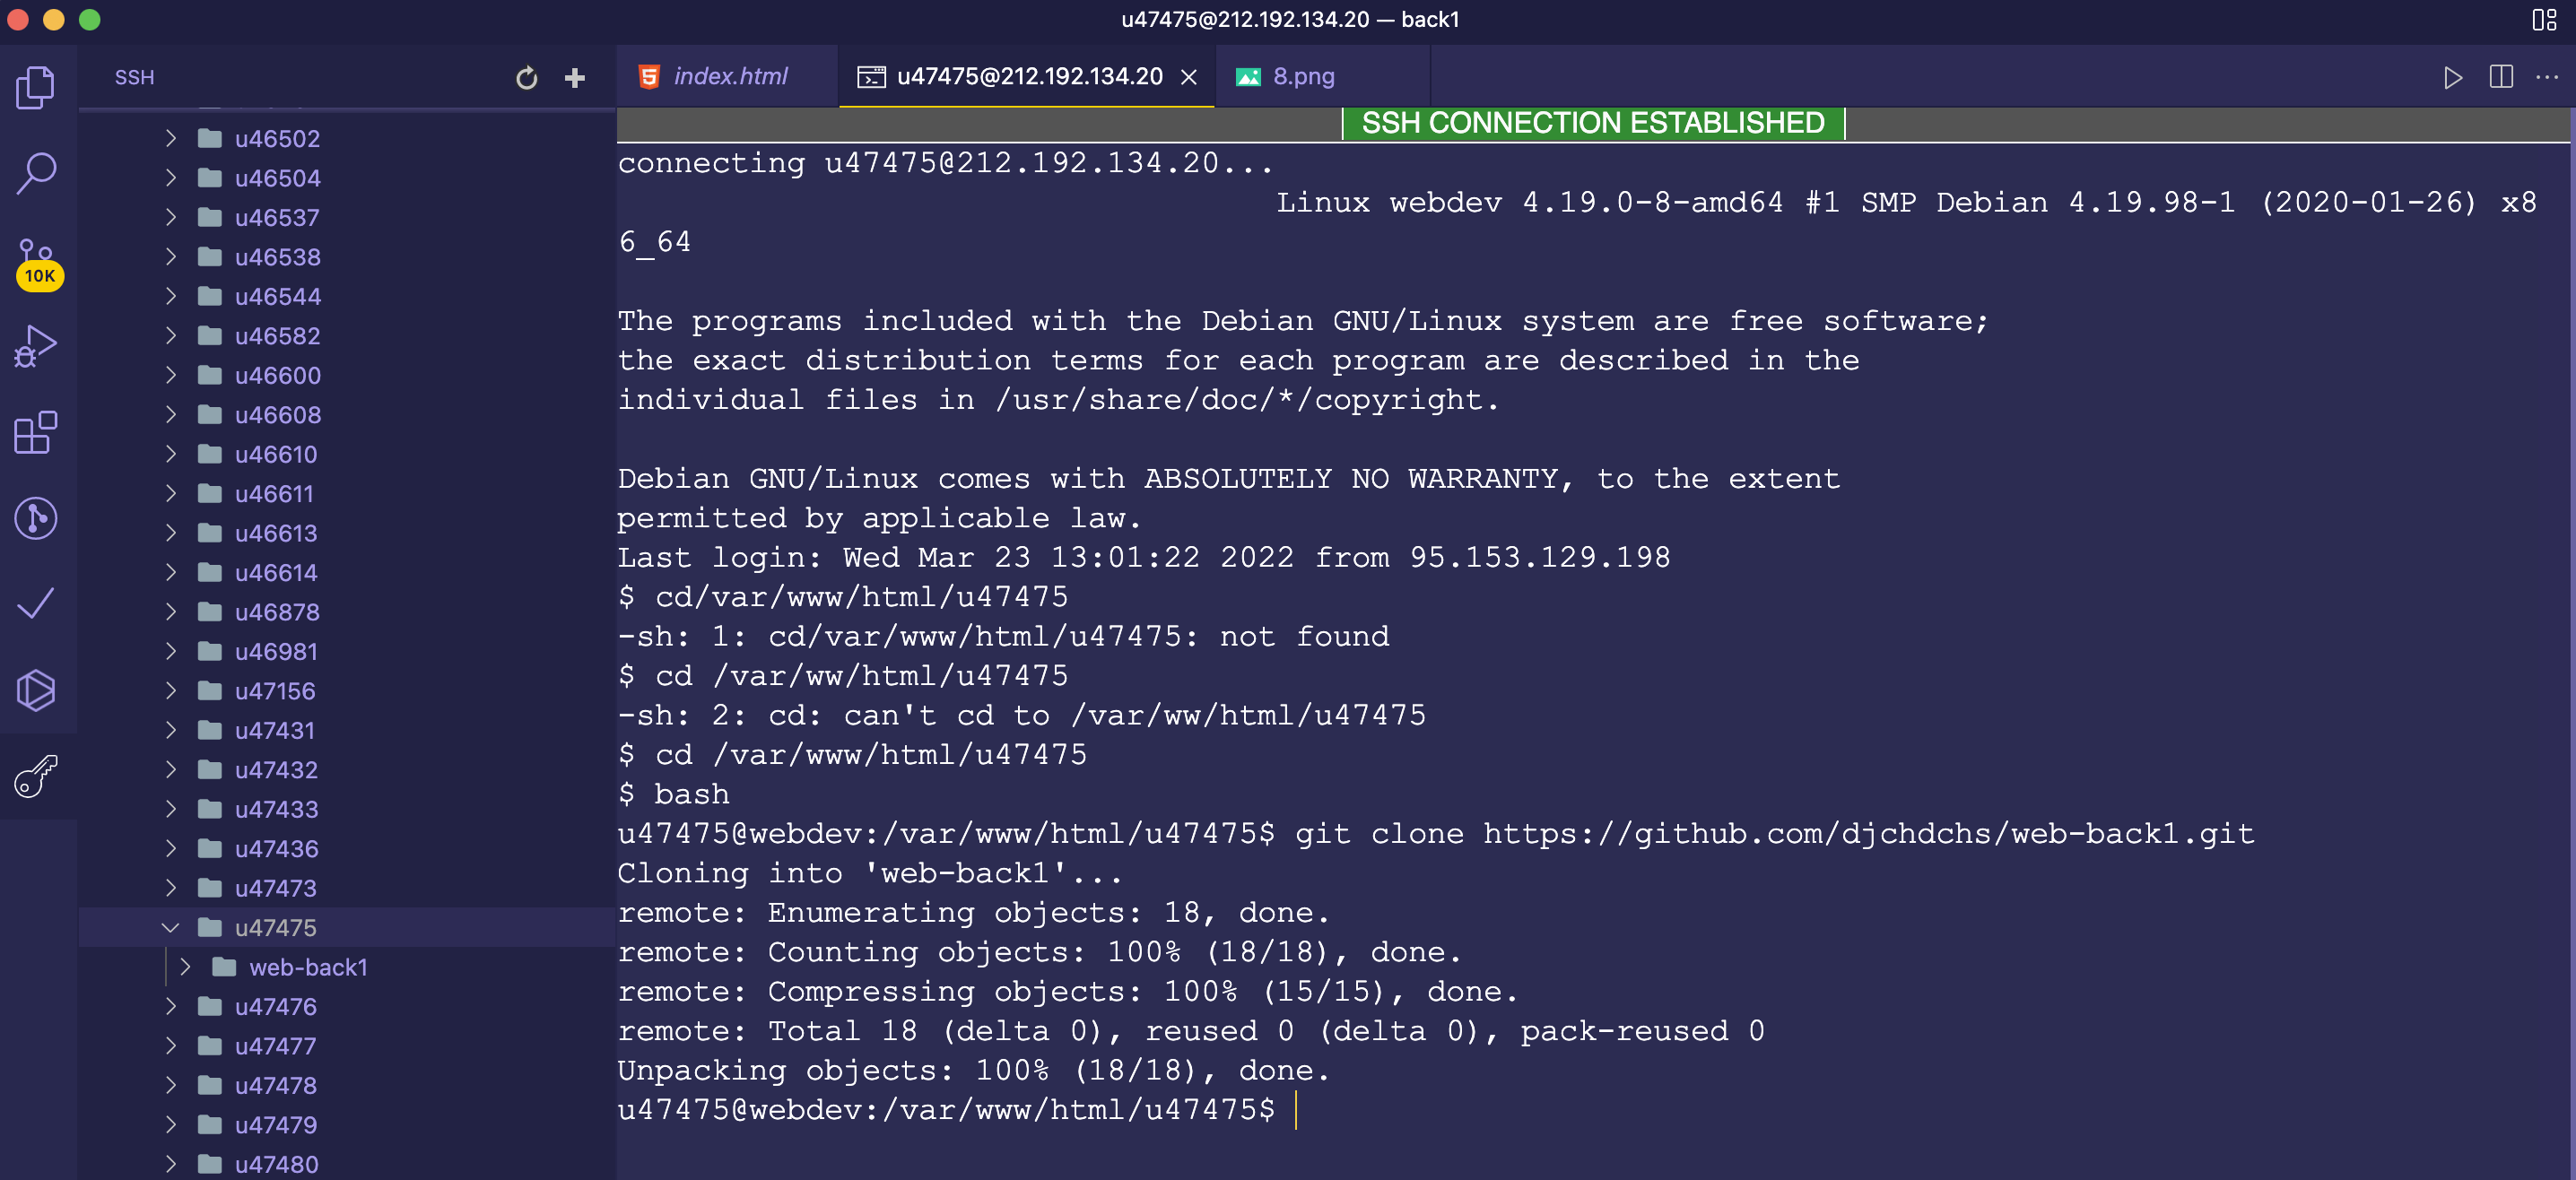 u47475@212.192.134.20 — back1
SSH
index.html
u47475@212.192.134.20
8.png
10K
u46502
u46504
u46537
u46538
u46544
u46582
u46600
u46608
u46610
u46611
u46613
u46614
u46878
u46981
u47156
u47431
u47432
u47433
u47436
u47473
u47475
web-back1
u47476
u47477
u47478
u47479
u47480
SSH CONNECTION ESTABLISHED
connecting u47475@212.192.134.20...
Linux webdev 4.19.0-8-amd64 #1 SMP Debian 4.19.98-1 (2020-01-26) x8
6_64
The programs included with the Debian GNU/Linux system are free software;
the exact distribution terms for each program are described in the
individual files in /usr/share/doc/*/copyright.
Debian GNU/Linux comes with ABSOLUTELY NO WARRANTY, to the extent
permitted by applicable law.
Last login: Wed Mar 23 13:01:22 2022 from 95.153.129.198
$ cd/var/www/html/u47475
-sh: 1: cd/var/www/html/u47475: not found
$ cd /var/ww/html/u47475
-sh: 2: cd: can't cd to /var/ww/html/u47475
$ cd /var/www/html/u47475
$ bash
u47475@webdev:/var/www/html/u47475$ git clone https://github.com/djchdchs/web-back1.git
Cloning into 'web-back1'...
remote: Enumerating objects: 18, done.
remote: Counting objects: 100% (18/18), done.
remote: Compressing objects: 100% (15/15), done.
remote: Total 18 (delta 0), reused 0 (delta 0), pack-reused 0
Unpacking objects: 100% (18/18), done.
u47475@webdev:/var/www/html/u47475$